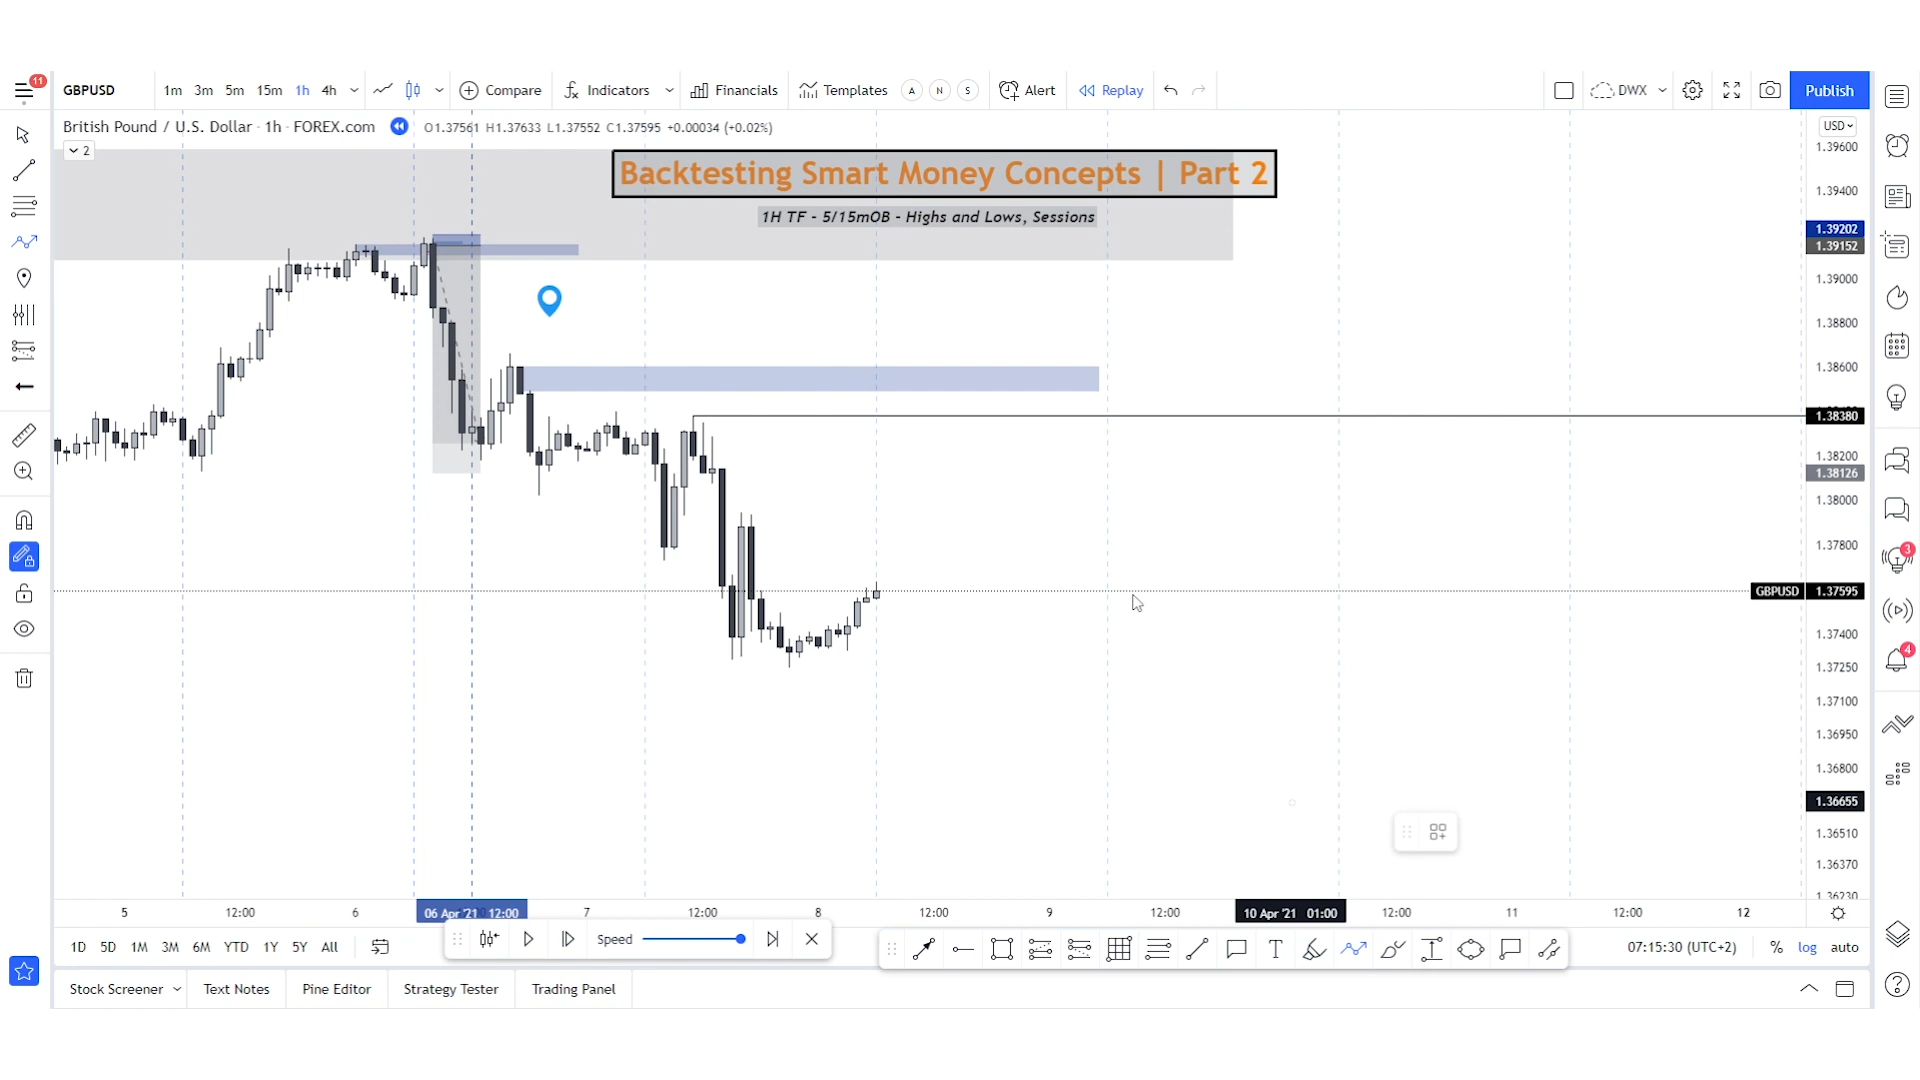 11
GBPUSD 1m 3m 5m 15m 1h 4h Compare Indicators Financials Templates A N S Alert Replay DWX Publish
British Pound / U.S. Dollar · 1h · FOREX.com O1.37561 H1.37633 L1.37552 C1.37595 +0.00034 (+0.02%)
USD
2
1.39600
Backtesting Smart Money Concepts | Part 2
1.39400
1H TF - 5/15mOB - Highs and Lows, Sessions
1.39202
1.39152
1.39000
1.38800
1.38600
1.38380
1.38200
1.38126
1.38000
1.37800
3
GBPUSD 1.37595
1.37400
4
1.37250
1.37100
1.36950
1.36800
1.36655
1.36510
1.36370
1.36230
5 12:00 6 06 Apr '21 12:00 7 12:00 8 12:00 9 12:00 10 Apr '21 01:00 12:00 11 12:00 12
1D 5D 1M 3M 6M YTD 1Y 5Y All Speed T 07:15:30 (UTC+2) % log auto
Stock Screener Text Notes Pine Editor Strategy Tester Trading Panel